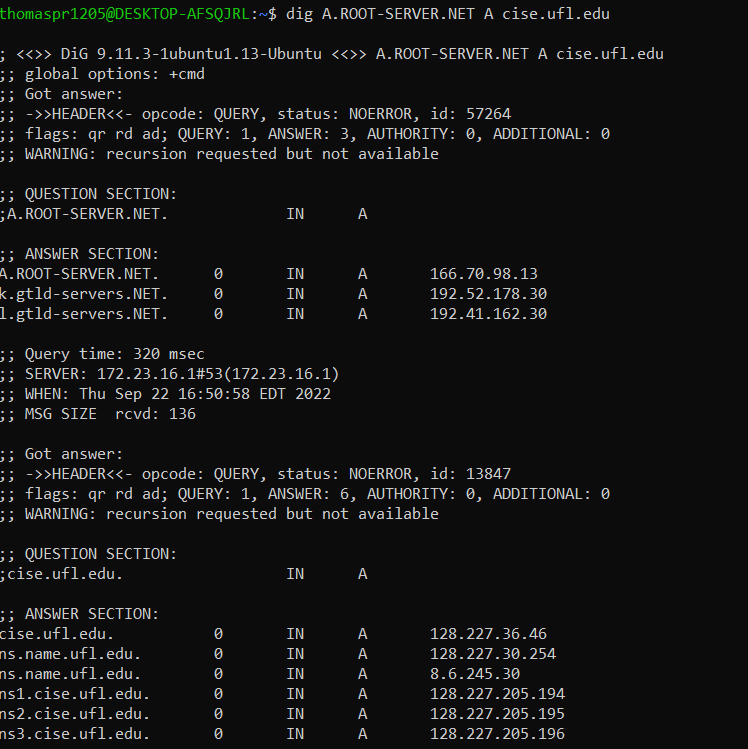 thomaspr1205@DESKTOP-AFSQJRL:~$ dig A.ROOT-SERVER.NET A cise.ufl.edu
; <<>> DiG 9.11.3-1ubuntu1.13-Ubuntu <<>> A.ROOT-SERVER.NET A cise.ufl.edu
;; global options: +cmd
;; Got answer:
;; ->>HEADER<<- opcode: QUERY, status: NOERROR, id: 57264
;; flags: qr rd ad; QUERY: 1, ANSWER: 3, AUTHORITY: 0, ADDITIONAL: 0
;; WARNING: recursion requested but not available
;; QUESTION SECTION:
;A.ROOT-SERVER.NET. IN A
;; ANSWER SECTION:
A.ROOT-SERVER.NET. 0 IN A 166.70.98.13
k.gtld-servers.NET. 0 IN A 192.52.178.30
l.gtld-servers.NET. 0 IN A 192.41.162.30
;; Query time: 320 msec
;; SERVER: 172.23.16.1#53(172.23.16.1)
;; WHEN: Thu Sep 22 16:50:58 EDT 2022
;; MSG SIZE rcvd: 136
;; Got answer:
;; ->>HEADER<<- opcode: QUERY, status: NOERROR, id: 13847
;; flags: qr rd ad; QUERY: 1, ANSWER: 6, AUTHORITY: 0, ADDITIONAL: 0
;; WARNING: recursion requested but not available
;; QUESTION SECTION:
;cise.ufl.edu. IN A
;; ANSWER SECTION:
cise.ufl.edu. 0 IN A 128.227.36.46
ns.name.ufl.edu. 0 IN A 128.227.30.254
ns.name.ufl.edu. 0 IN A 8.6.245.30
ns1.cise.ufl.edu. 0 IN A 128.227.205.194
ns2.cise.ufl.edu. 0 IN A 128.227.205.195
ns3.cise.ufl.edu. 0 IN A 128.227.205.196